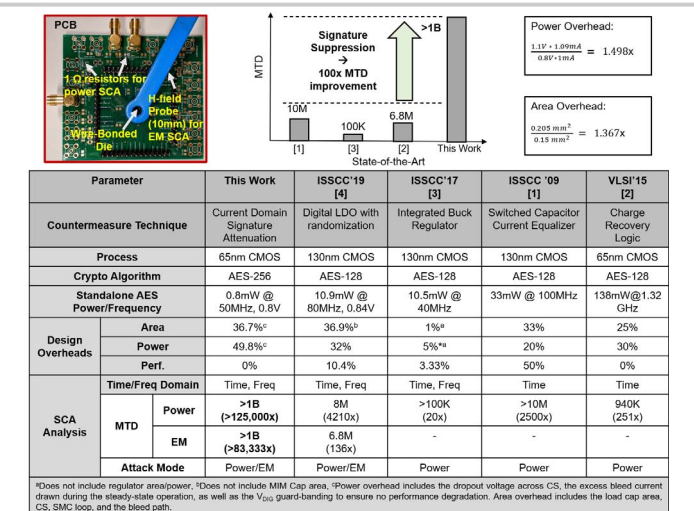 PCB
1 Ω resistors for
power SCA
H-field
Probe
(10mm) for
EM SCA
Wire-Bonded
Die
MTD
Signature
Suppression
→
100x MTD
improvement
>1B
10M
100K
6.8M
[1]
[3]
[2]
This Work
State-of-the-Art
Power Overhead:
1.1V * 1.09mA
0.8V*1mA
= 1.498x
Area Overhead:
0.205 mm²
0.15 mm²
= 1.367x
Parameter This Work ISSCC'19 [4] ISSCC'17 [3] ISSCC '09 [1] VLSI'15 [2]
Countermeasure Technique Current Domain Signature Attenuation Digital LDO with randomization Integrated Buck Regulator Switched Capacitor Current Equalizer Charge Recovery Logic
Process 65nm CMOS 130nm CMOS 130nm CMOS 130nm CMOS 65nm CMOS
Crypto Algorithm AES-256 AES-128 AES-128 AES-128 AES-128
Standalone AES Power/Frequency 0.8mW @ 50MHz, 0.8V 10.9mW @ 80MHz, 0.84V 10.5mW @ 40MHz 33mW @ 100MHz 138mW@1.32 GHz
Design Overheads
Area 36.7%ᶜ 36.9%ᵇ 1%ᵃ 33% 25%
Power 49.8%ᶜ 32% 5%*ᵃ 20% 30%
Perf. 0% 10.4% 3.33% 50% 0%
SCA Analysis
Time/Freq Domain Time, Freq Time, Freq Time, Freq Time Time
MTD
Power >1B (>125,000x) 8M (4210x) >100K (20x) >10M (2500x) 940K (251x)
EM >1B (>83,333x) 6.8M (136x) - - -
Attack Mode Power/EM Power/EM Power Power Power
ᵃDoes not include regulator area/power, ᵇDoes not include MIM Cap area, ᶜPower overhead includes the dropout voltage across CS, the excess bleed current
drawn during the steady-state operation, as well as the V_DIG guard-banding to ensure no performance degradation. Area overhead includes the load cap area,
CS, SMC loop, and the bleed path.